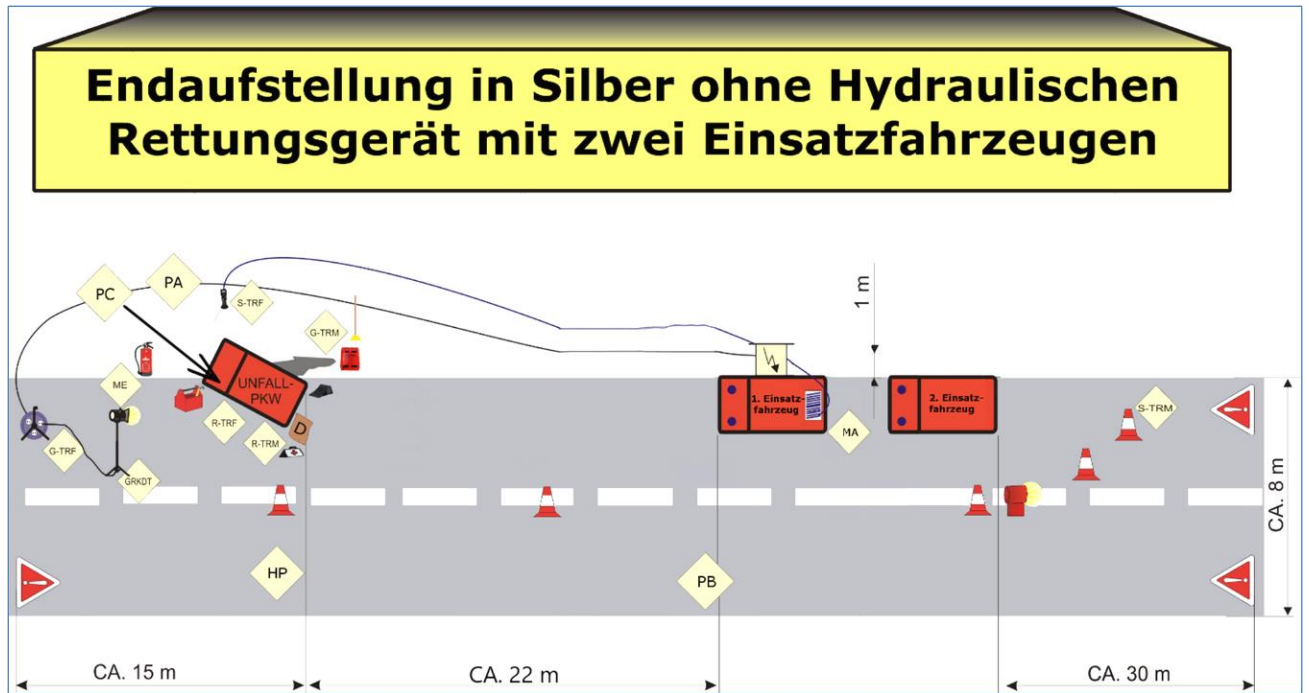 Endaufstellung in Silber ohne Hydraulischen
Rettungsgerät mit zwei Einsatzfahrzeugen
PC
PA
S-TRF
G-TRM
1 m
ME
UNFALL-
PKW
1. Einsatz-
fahrzeug
2. Einsatz-
fahrzeug
S-TRM
R-TRF
R-TRM
D
MA
G-TRF
GRKDT
HP
PB
CA. 8 m
CA. 15 m
CA. 22 m
CA. 30 m